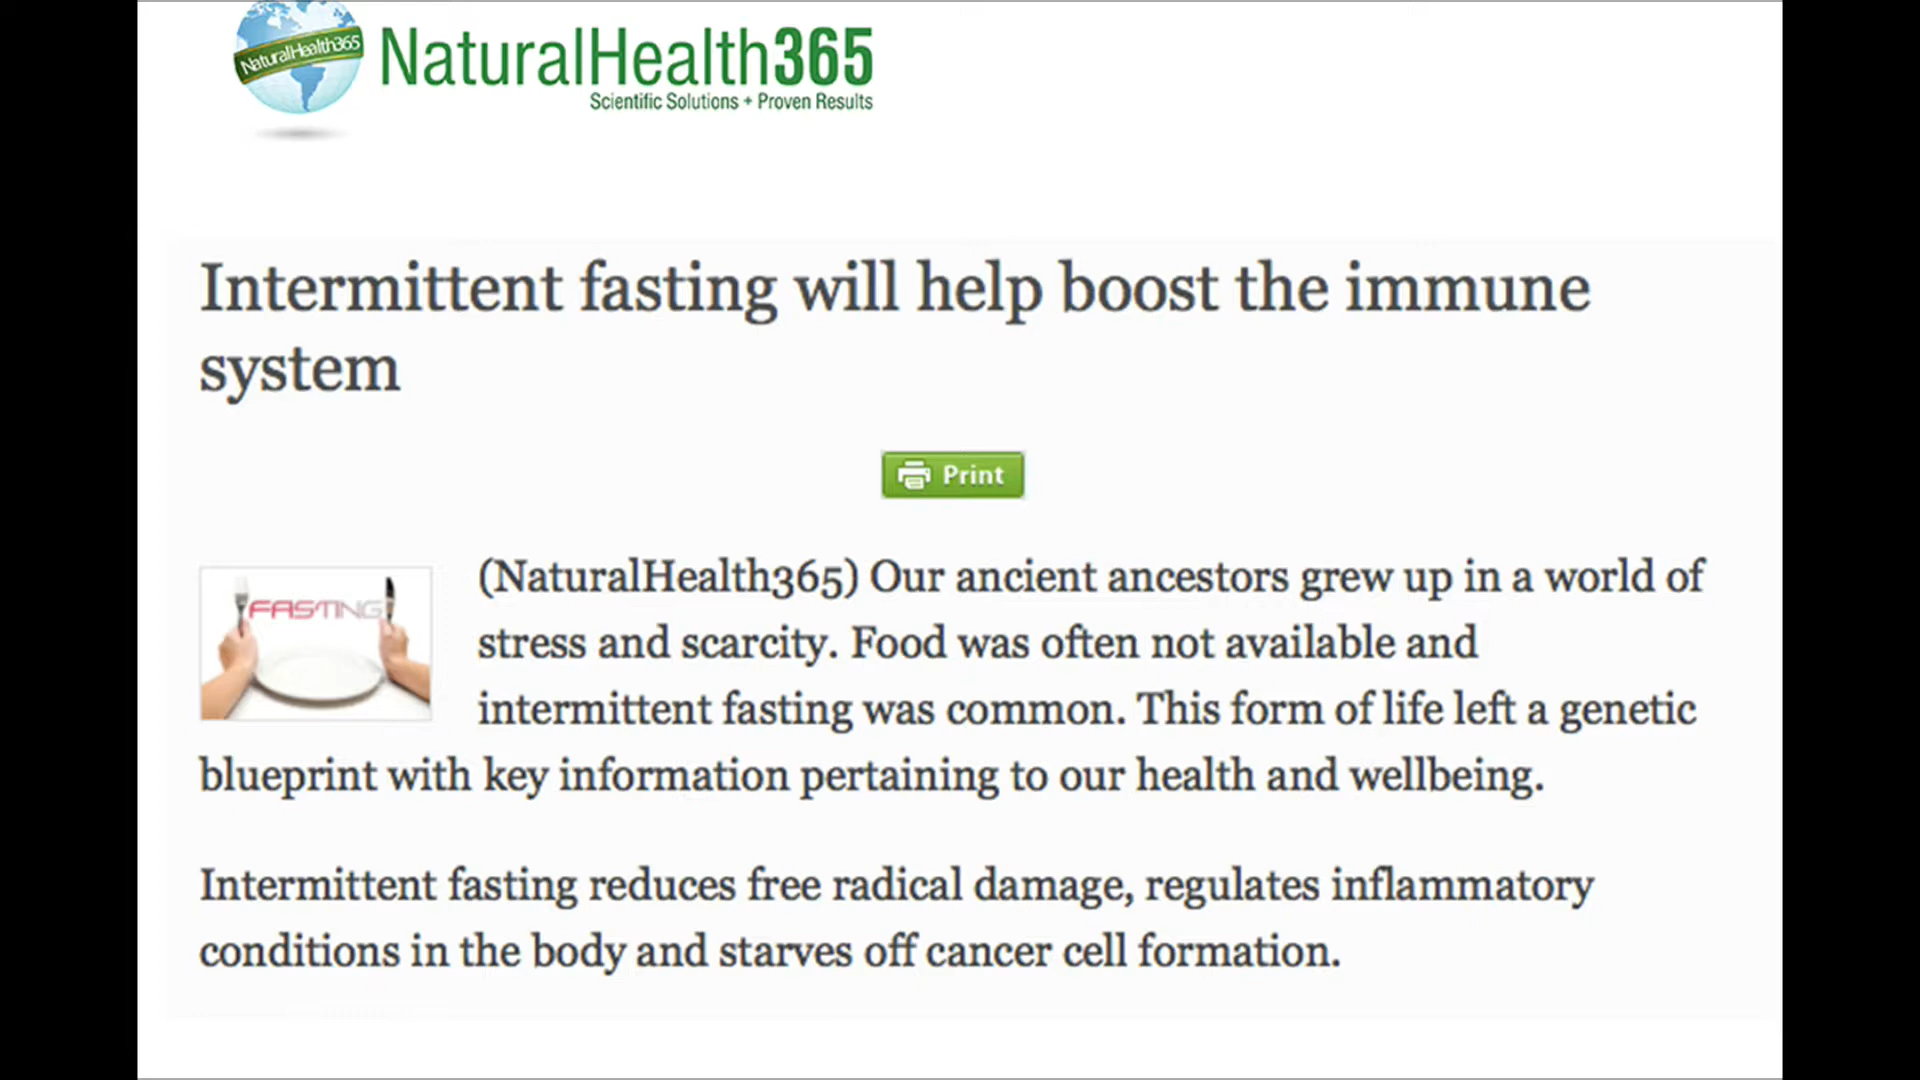 NaturalHealth365
NaturalHealth365
Scientific Solutions + Proven Results
Intermittent fasting will help boost the immune
system
Print
FASTING
(NaturalHealth365) Our ancient ancestors grew up in a world of
stress and scarcity. Food was often not available and
intermittent fasting was common. This form of life left a genetic
blueprint with key information pertaining to our health and wellbeing.
Intermittent fasting reduces free radical damage, regulates inflammatory
conditions in the body and starves off cancer cell formation.